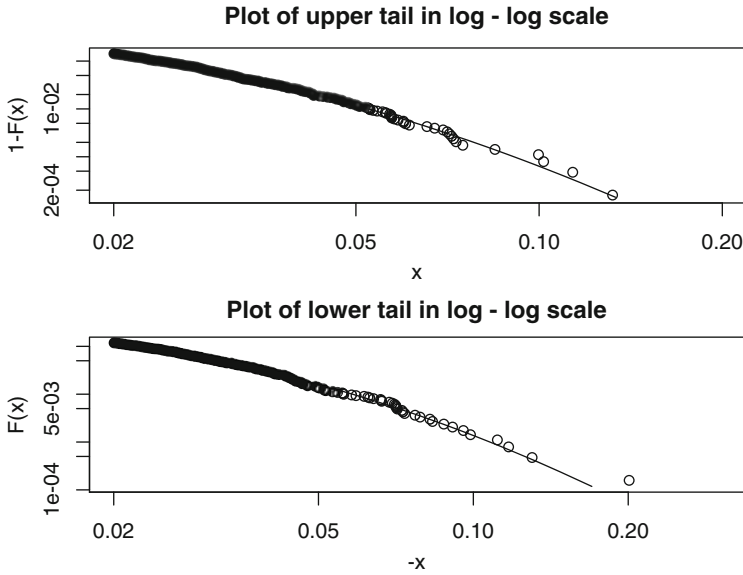 Plot of upper tail in log - log scale
1-F(x)
1e-02
2e-04
0.02 0.05 0.10 0.20
x
Plot of lower tail in log - log scale
F(x)
5e-03
1e-04
0.02 0.05 0.10 0.20
-x